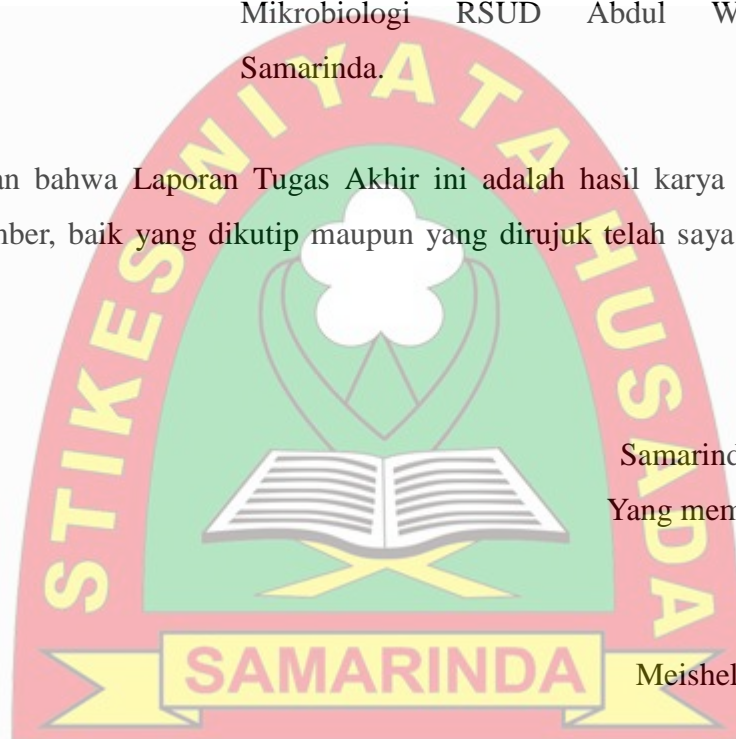 Mikrobiologi RSUD Abdul W
Samarinda.
an bahwa Laporan Tugas Akhir ini adalah hasil karya
mber, baik yang dikutip maupun yang dirujuk telah saya
Samarind
Yang mem
Meishel
STIKES WIYATA HUSADA
SAMARINDA